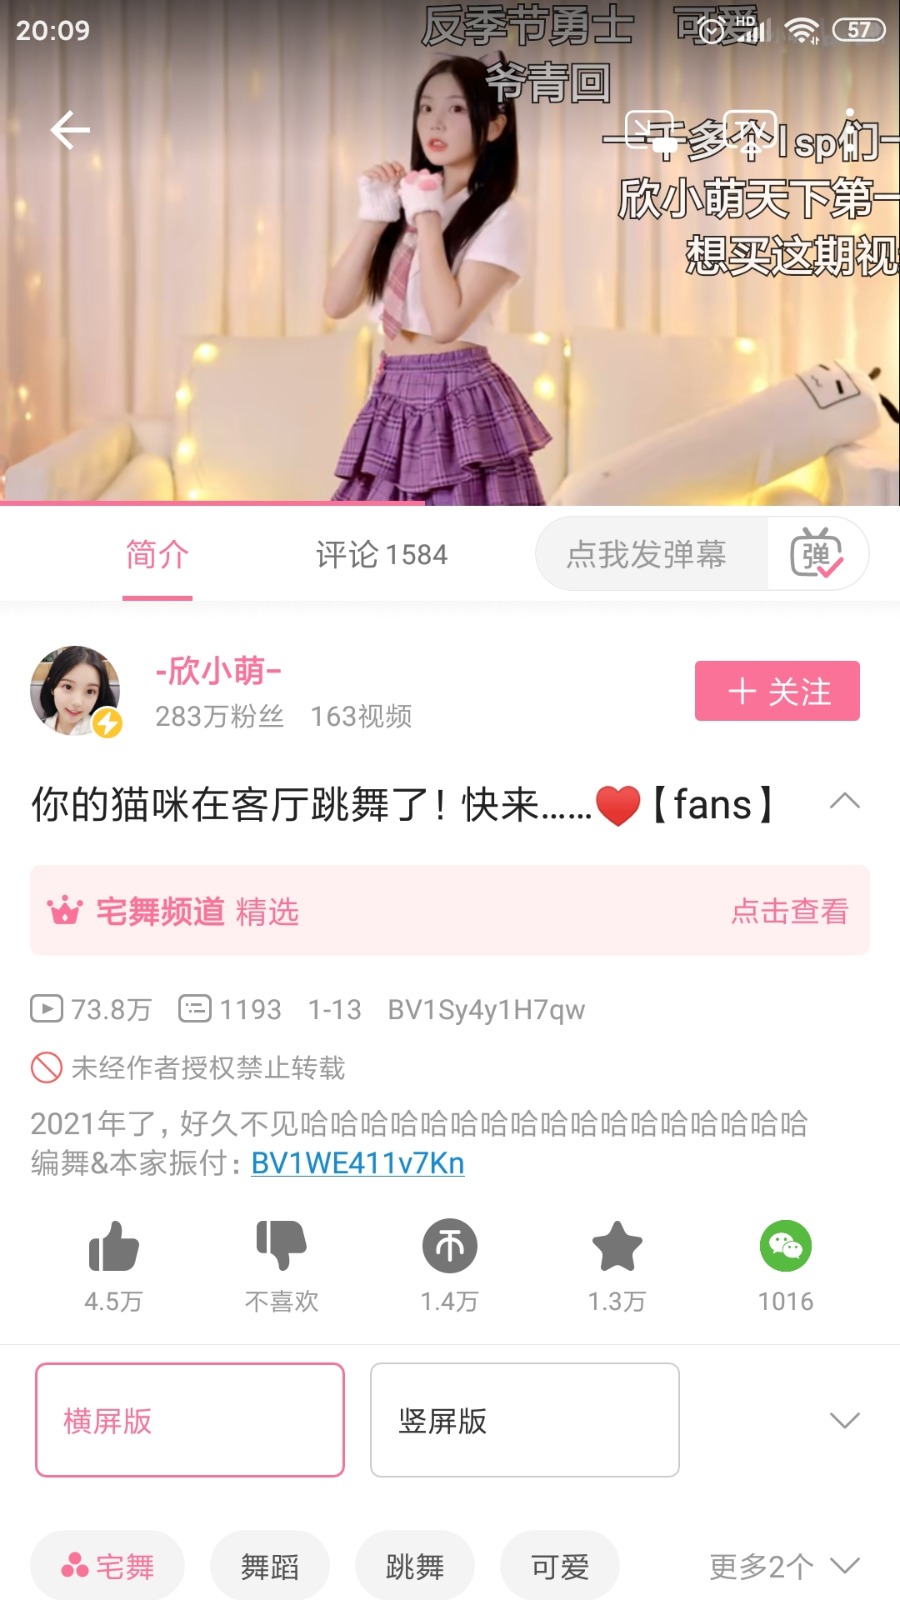 20:09
HD
57
反季节勇士 可爱
爷青回
一千多个lsp们一
TV
欣小萌天下第一
想买这期视
简介
评论 1584
点我发弹幕
弹
-欣小萌-
283万粉丝 163视频
+ 关注
你的猫咪在客厅跳舞了！快来......❤️【fans】
宅舞频道 精选
点击查看
73.8万 1193 1-13 BV1Sy4y1H7qw
未经作者授权禁止转载
2021年了, 好久不见哈哈哈哈哈哈哈哈哈哈哈哈哈哈哈哈哈
编舞&本家振付：BV1WE411v7Kn
4.5万
不喜欢
1.4万
1.3万
1016
横屏版
竖屏版
宅舞
舞蹈
跳舞
可爱
更多2个